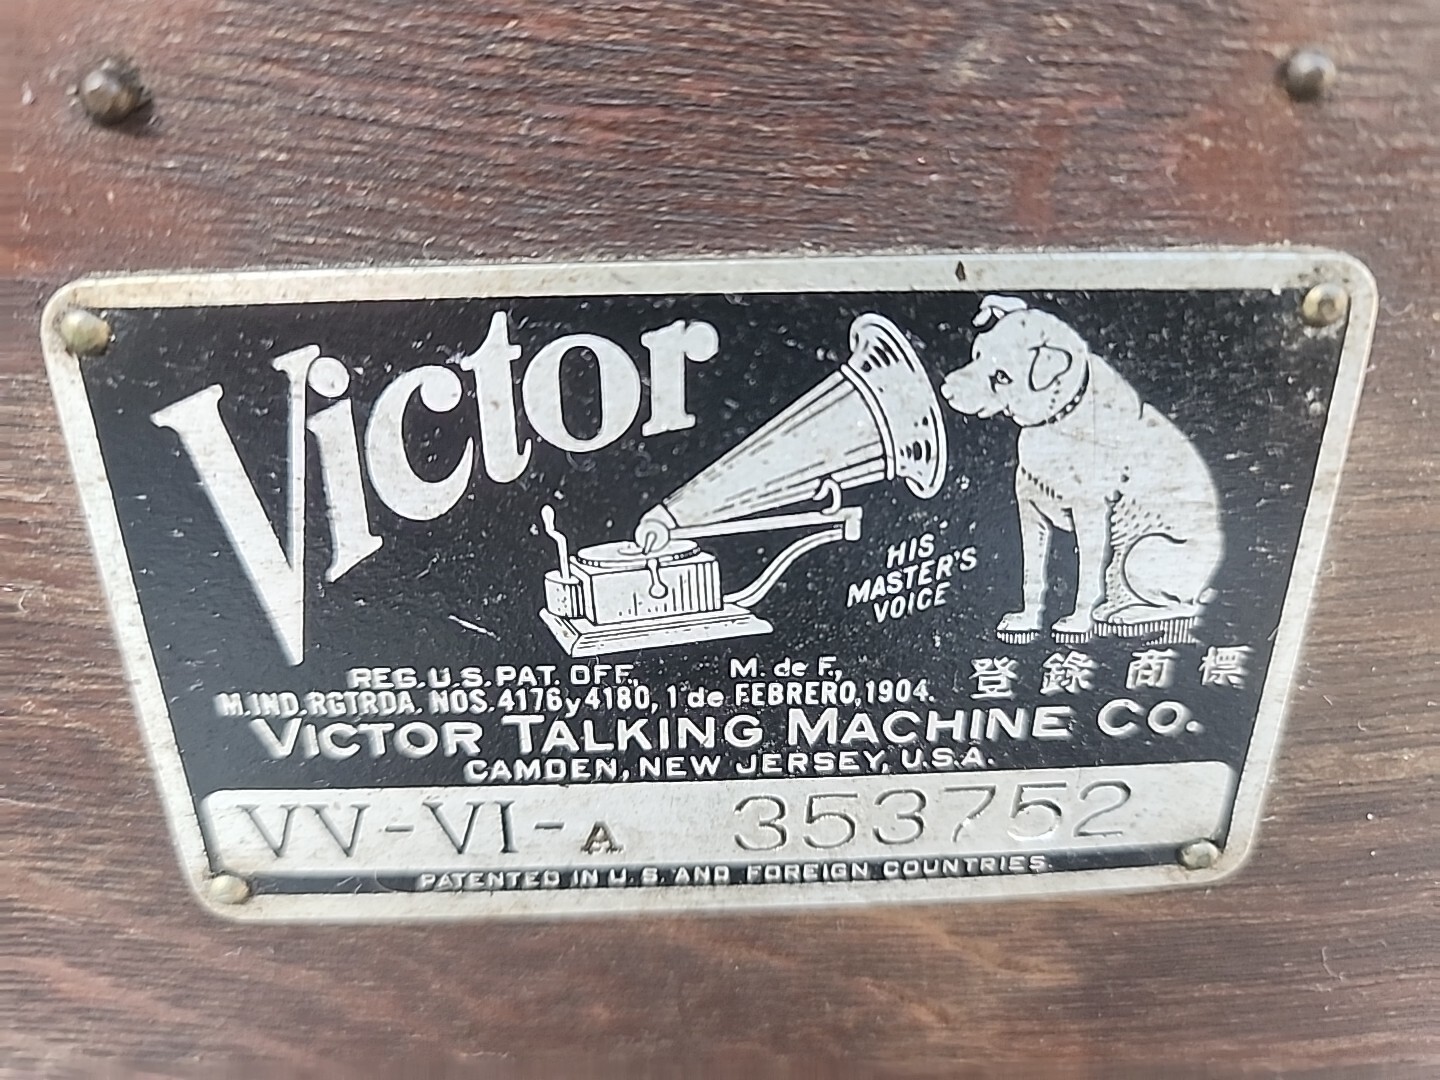 Victor
HIS
MASTER'S
VOICE
REG. U.S. PAT. OFF., M. de F.,
M. IND. RGTRDA. NOS. 4176 y 4180, 1 de FEBRERO, 1904.
登錄商標
VICTOR TALKING MACHINE CO.
CAMDEN, NEW JERSEY, U.S.A.
VV-VI-A 353752
PATENTED IN U.S. AND FOREIGN COUNTRIES.